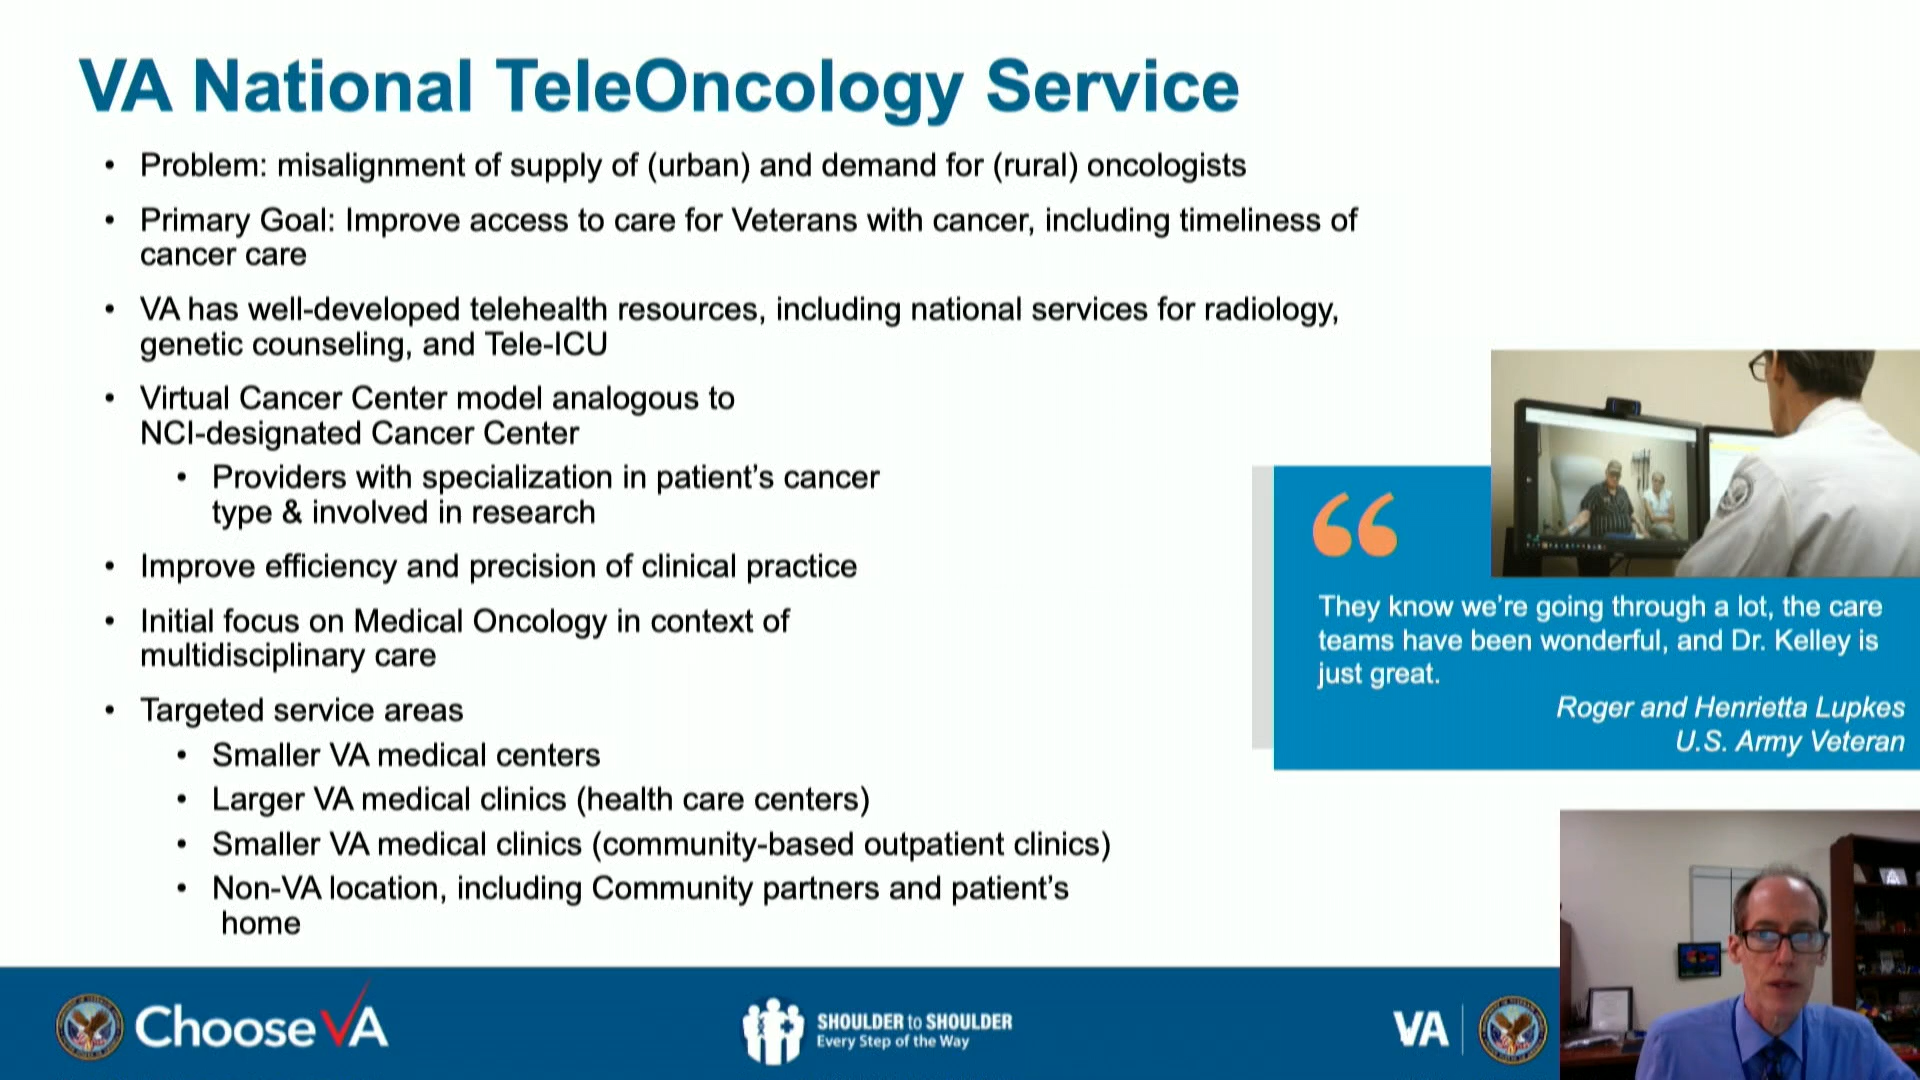 VA National TeleOncology Service
• Problem: misalignment of supply of (urban) and demand for (rural) oncologists
• Primary Goal: Improve access to care for Veterans with cancer, including timeliness of
cancer care
• VA has well-developed telehealth resources, including national services for radiology,
genetic counseling, and Tele-ICU
• Virtual Cancer Center model analogous to
NCI-designated Cancer Center
• Providers with specialization in patient’s cancer
type & involved in research
• Improve efficiency and precision of clinical practice
• Initial focus on Medical Oncology in context of
multidisciplinary care
• Targeted service areas
• Smaller VA medical centers
• Larger VA medical clinics (health care centers)
• Smaller VA medical clinics (community-based outpatient clinics)
• Non-VA location, including Community partners and patient’s
home
“
They know we’re going through a lot, the care
teams have been wonderful, and Dr. Kelley is
just great.
Roger and Henrietta Lupkes
U.S. Army Veteran
Choose VA
SHOULDER to SHOULDER
Every Step of the Way
VA